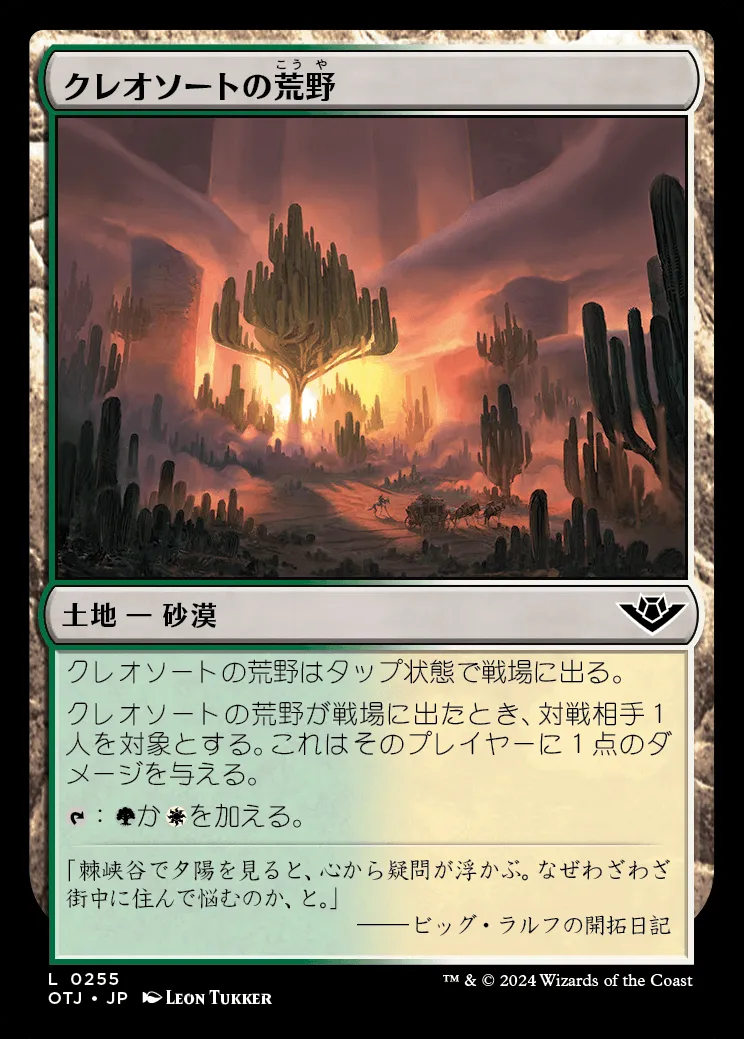 こうや
クレオソートの荒野
土地 — 砂漠
クレオソートの荒野はタップ状態で戦場に出る。
クレオソートの荒野が戦場に出たとき、対戦相手1
人を対象とする。これはそのプレイヤーに1点のダ
メージを与える。
：か を加える。
「棘峡谷で夕陽を見ると、心から疑問が浮かぶ。なぜわざわざ
街中に住んで悩むのか、と。」
――ビッグ・ラルフの開拓日記
L 0255
OTJ • JP LEON TUKKER
™ & © 2024 Wizards of the Coast